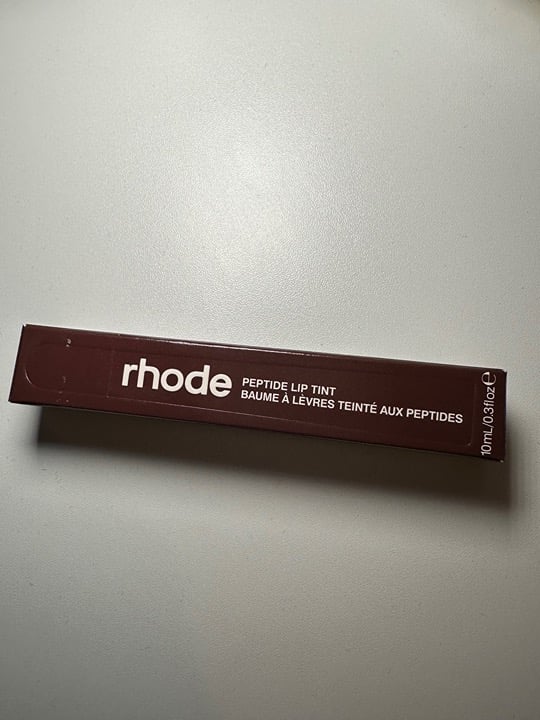 rhode
PEPTIDE LIP TINT
BAUME À LÈVRES TEINTÉ AUX PEPTIDES
10mL/0.3fl oz ℮